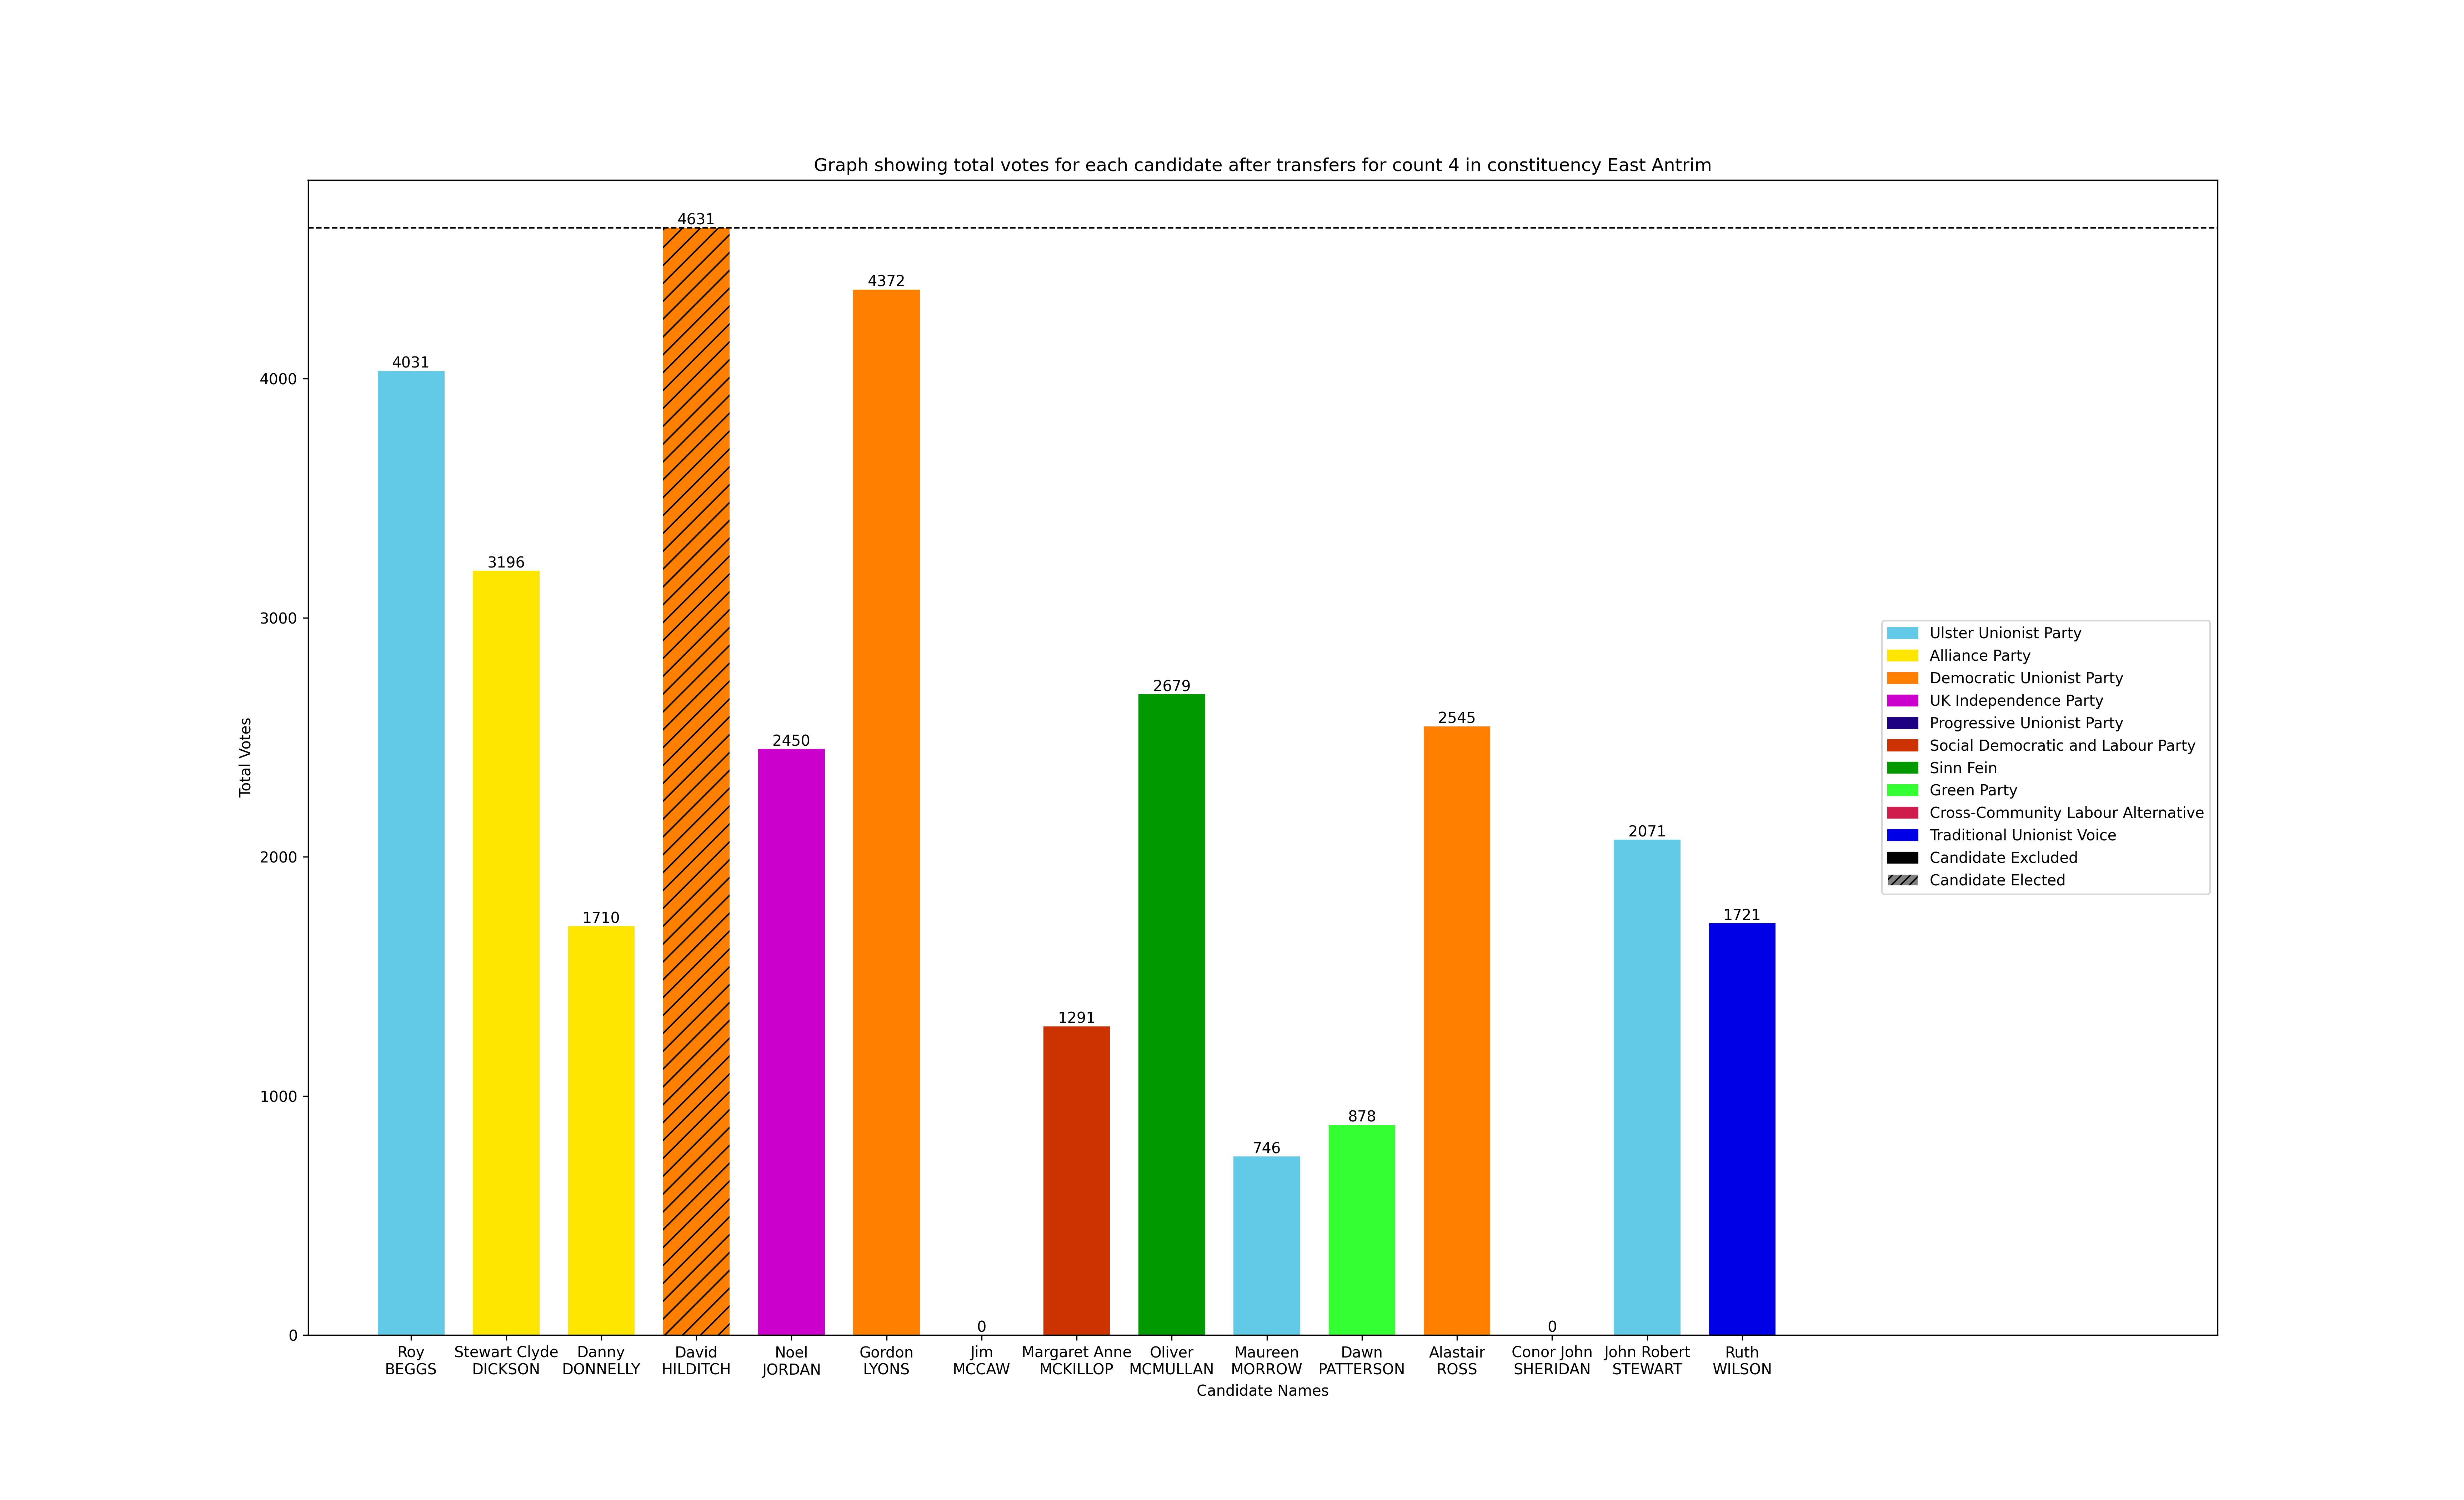 Graph showing total votes for each candidate after transfers for count 4 in constituency East Antrim
4631
4372
4031
4000
3196
3000
2679
2545
2450
2071
2000
1721
1710
1291
1000
878
746
0
0
0
Total Votes
Ulster Unionist Party
Alliance Party
Democratic Unionist Party
UK Independence Party
Progressive Unionist Party
Social Democratic and Labour Party
Sinn Fein
Green Party
Cross-Community Labour Alternative
Traditional Unionist Voice
Candidate Excluded
Candidate Elected
Roy
BEGGS
Stewart Clyde
DICKSON
Danny
DONNELLY
David
HILDITCH
Noel
JORDAN
Gordon
LYONS
Jim
MCCAW
Margaret Anne
MCKILLOP
Oliver
MCMULLAN
Maureen
MORROW
Dawn
PATTERSON
Alastair
ROSS
Conor John
SHERIDAN
John Robert
STEWART
Ruth
WILSON
Candidate Names